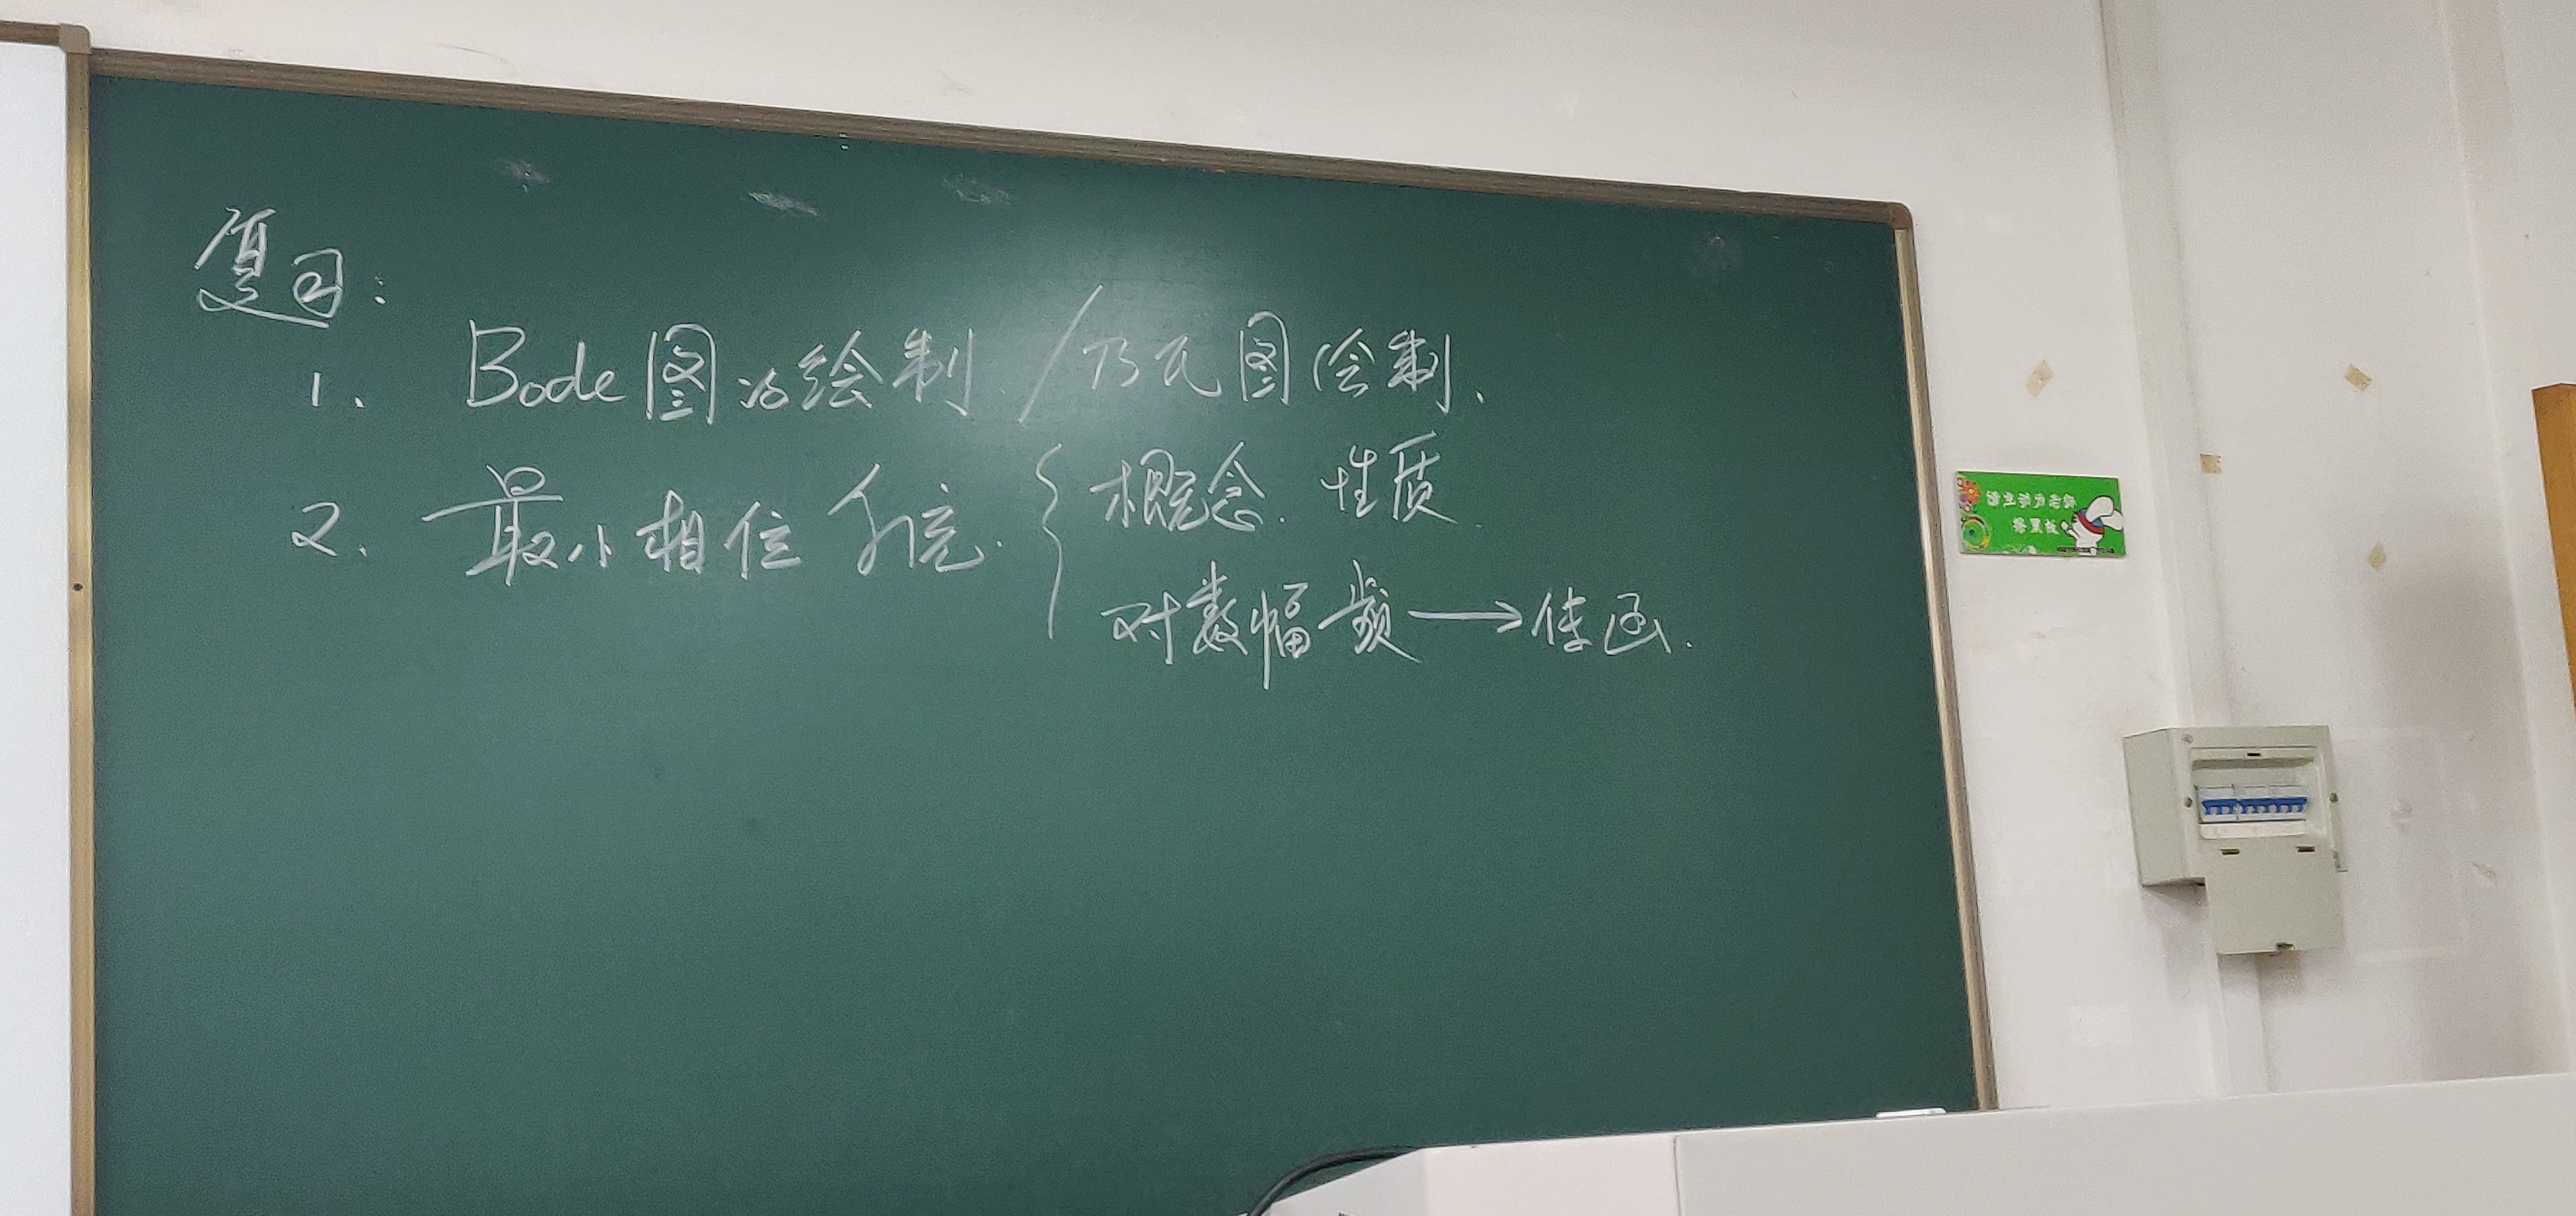 复习:
1. Bode图的绘制 / 乃氏图绘制.
2. 最小相位系统. { 概念. 性质.
对数幅频 → 传函.
请主动为老师
擦黑板